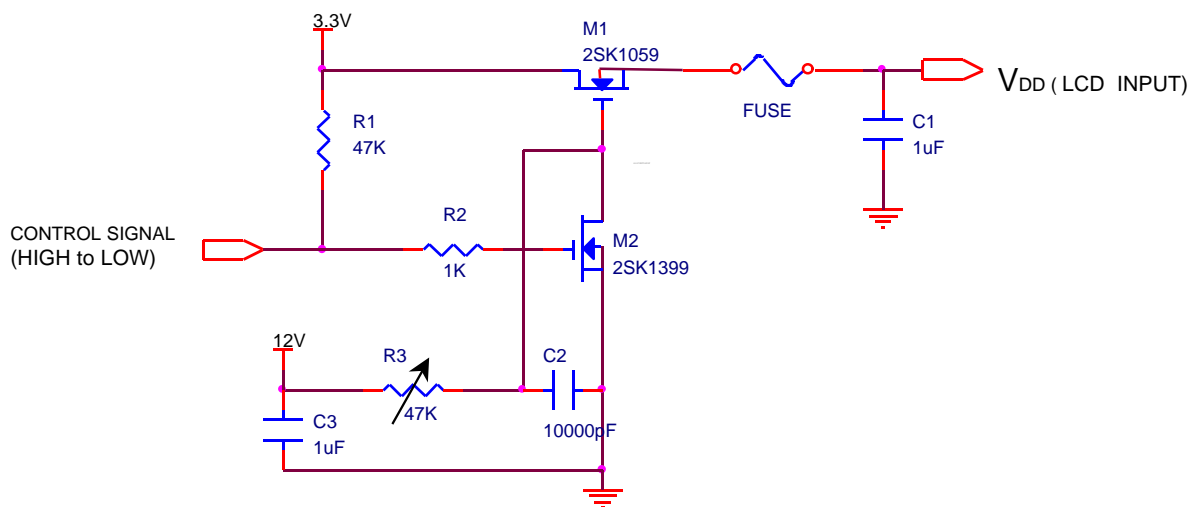 3.3V
M1
2SK1059
VDD ( LCD INPUT)
FUSE
R1
47K
C1
1uF
CONTROL SIGNAL
(HIGH to LOW)
R2
1K
M2
2SK1399
12V
R3
47K
C2
10000pF
C3
1uF